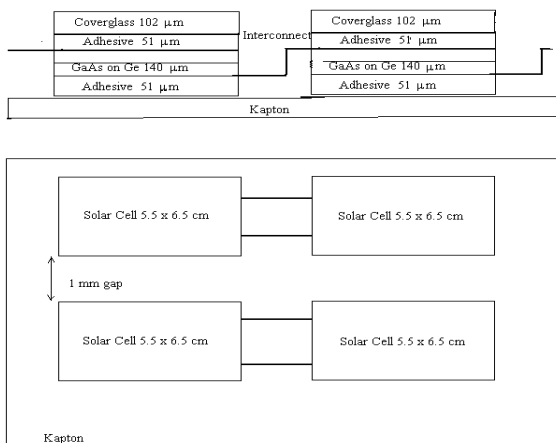 Coverglass 102 μm
Adhesive 51 μm
GaAs on Ge 140 μm
Adhesive 51 μm
Interconnect
Coverglass 102 μm
Adhesive 51 μm
GaAs on Ge 140 μm
Adhesive 51 μm
Kapton
Solar Cell 5.5 x 6.5 cm
Solar Cell 5.5 x 6.5 cm
1 mm gap
Solar Cell 5.5 x 6.5 cm
Solar Cell 5.5 x 6.5 cm
Kapton